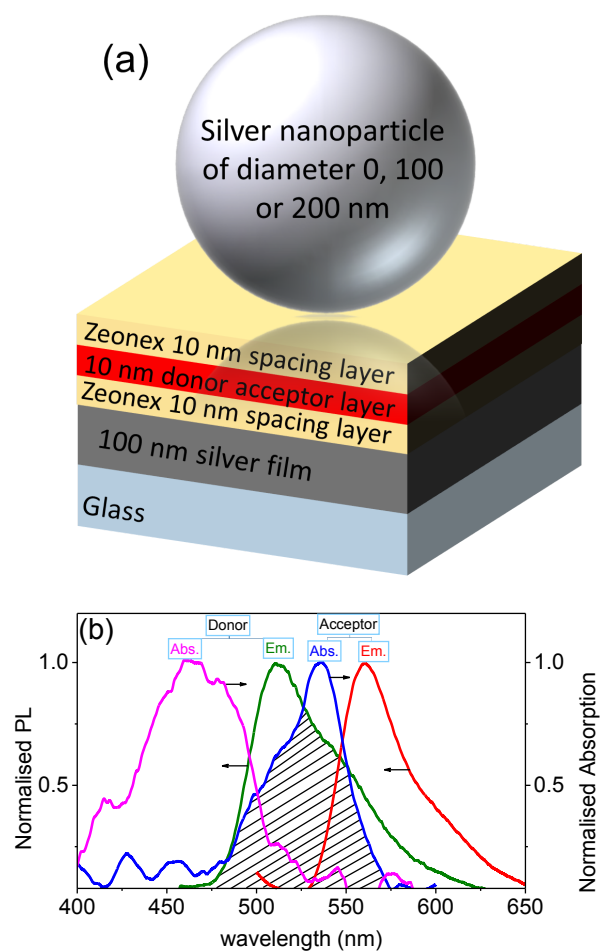 (a)
Silver nanoparticle
of diameter 0, 100
or 200 nm
Zeonex 10 nm spacing layer
10 nm donor acceptor layer
Zeonex 10 nm spacing layer
100 nm silver film
Glass
(b)
Donor
Acceptor
Abs.
Em.
Abs.
Em.
1.0
1.0
0.5
0.5
Normalised PL
Normalised Absorption
400
450
500
550
600
650
wavelength (nm)